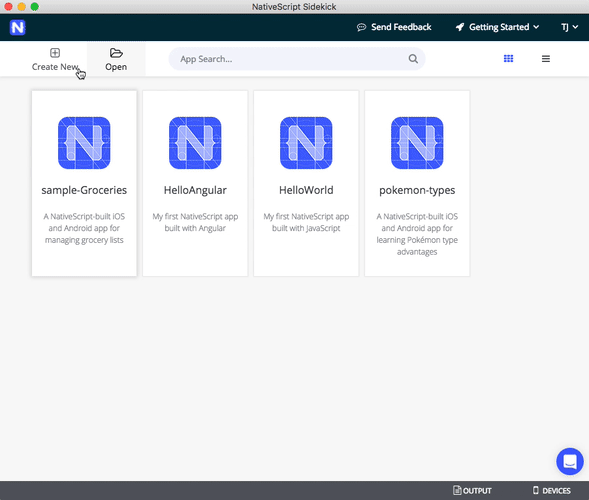 NativeScript Sidekick
N
Send Feedback
Getting Started
TJ
Create New
Open
App Search...
N
N
N
N
sample-Groceries
HelloAngular
HelloWorld
pokemon-types
A NativeScript-built iOS
and Android app for
managing grocery lists
My first NativeScript app
built with Angular
My first NativeScript app
built with JavaScript
A NativeScript-built iOS
and Android app for
learning Pokémon type
advantages
OUTPUT
DEVICES